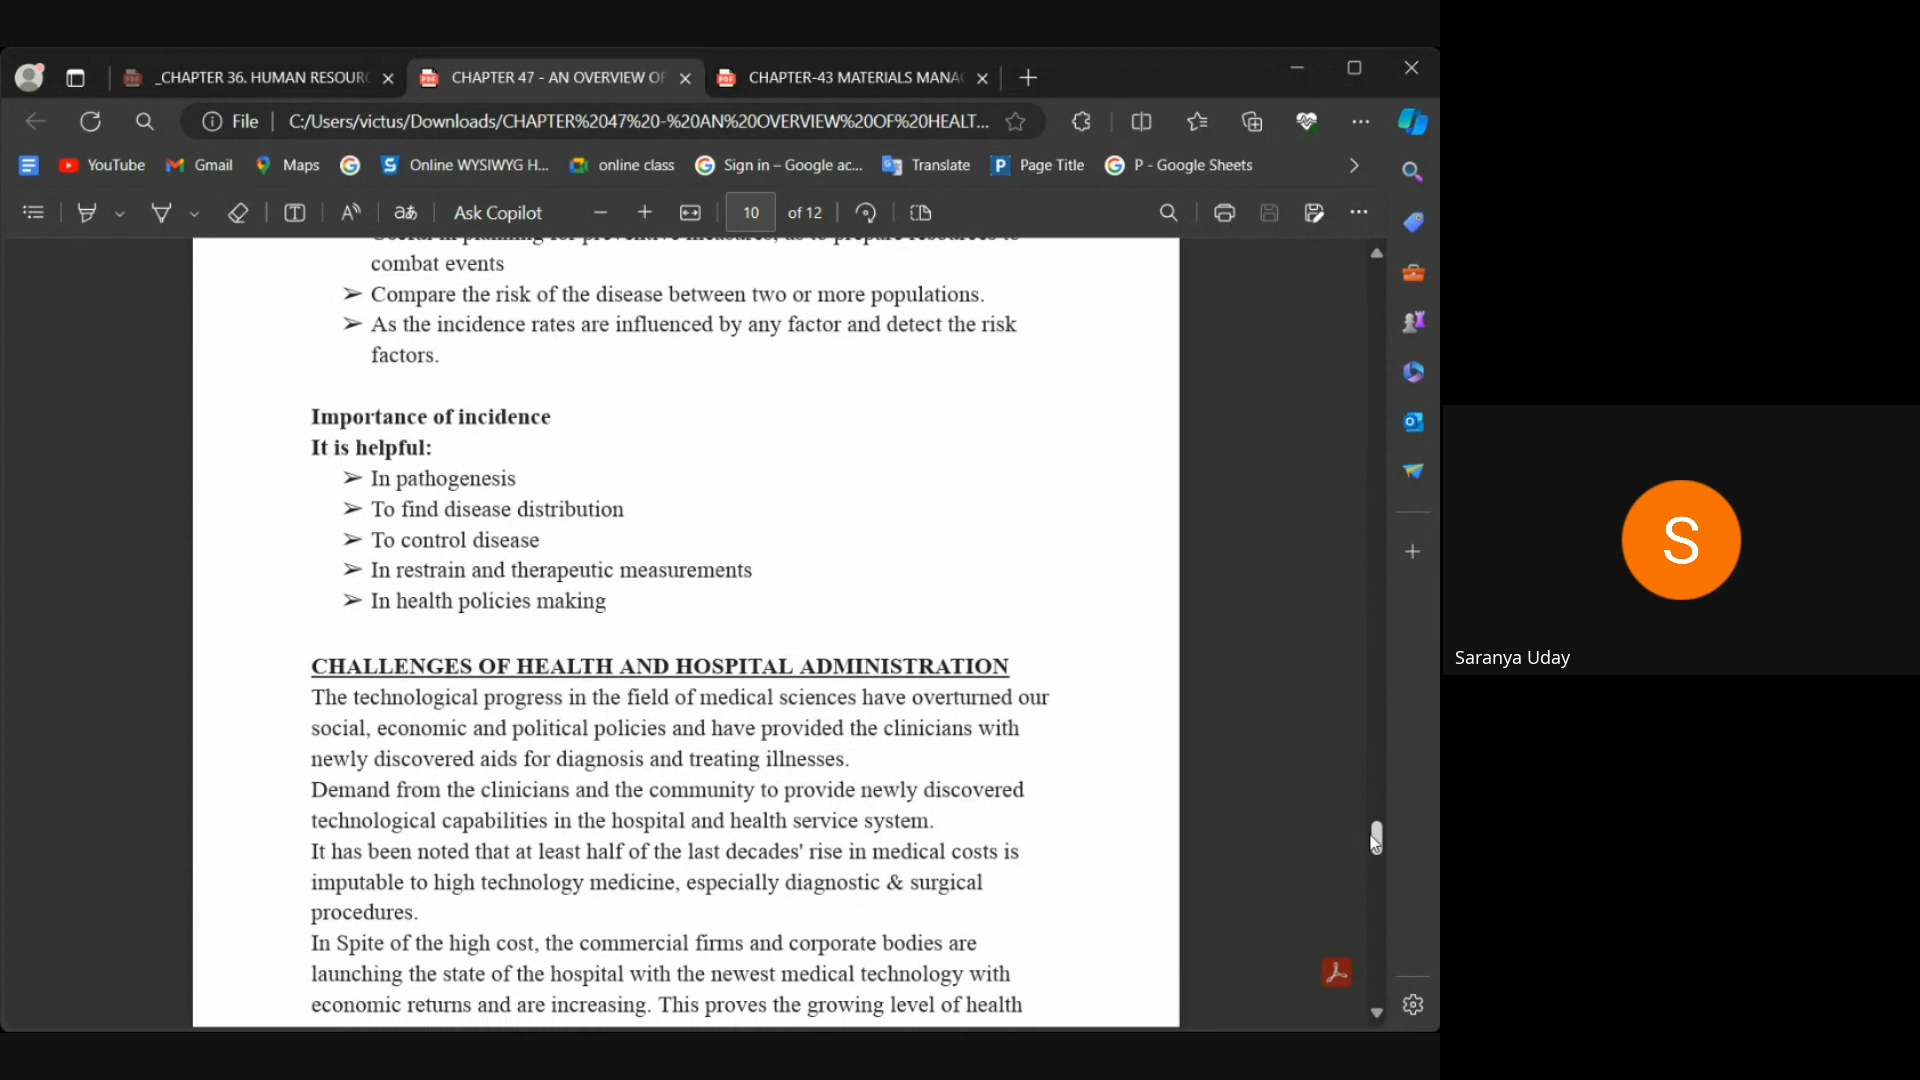 _CHAPTER 36. HUMAN RESOUR
CHAPTER 47 - AN OVERVIEW OF
CHAPTER-43 MATERIALS MANA
File
C:/Users/victus/Downloads/CHAPTER%2047%20-%20AN%20OVERVIEW%20OF%20HEALT...
YouTube
Gmail
Maps
Online WYSIWYG H...
online class
Sign in – Google ac...
Translate
Page Title
P - Google Sheets
Ask Copilot
10 of 12
Useful in planning for preventive measures, as to prepare resources to
combat events
➢ Compare the risk of the disease between two or more populations.
➢ As the incidence rates are influenced by any factor and detect the risk
factors.
Importance of incidence
It is helpful:
➢ In pathogenesis
➢ To find disease distribution
➢ To control disease
➢ In restrain and therapeutic measurements
➢ In health policies making
CHALLENGES OF HEALTH AND HOSPITAL ADMINISTRATION
The technological progress in the field of medical sciences have overturned our
social, economic and political policies and have provided the clinicians with
newly discovered aids for diagnosis and treating illnesses.
Demand from the clinicians and the community to provide newly discovered
technological capabilities in the hospital and health service system.
It has been noted that at least half of the last decades' rise in medical costs is
imputable to high technology medicine, especially diagnostic & surgical
procedures.
In Spite of the high cost, the commercial firms and corporate bodies are
launching the state of the hospital with the newest medical technology with
economic returns and are increasing. This proves the growing level of health
S
Saranya Uday